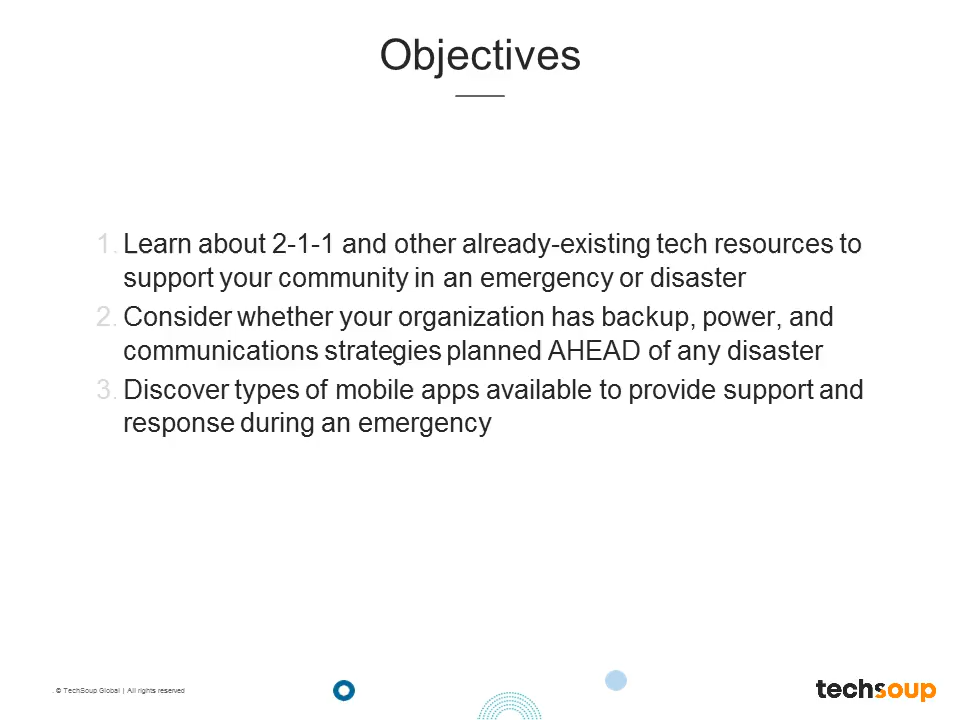 Objectives
1. Learn about 2-1-1 and other already-existing tech resources to
support your community in an emergency or disaster
2. Consider whether your organization has backup, power, and
communications strategies planned AHEAD of any disaster
3. Discover types of mobile apps available to provide support and
response during an emergency
. © TechSoup Global | All rights reserved
techsoup